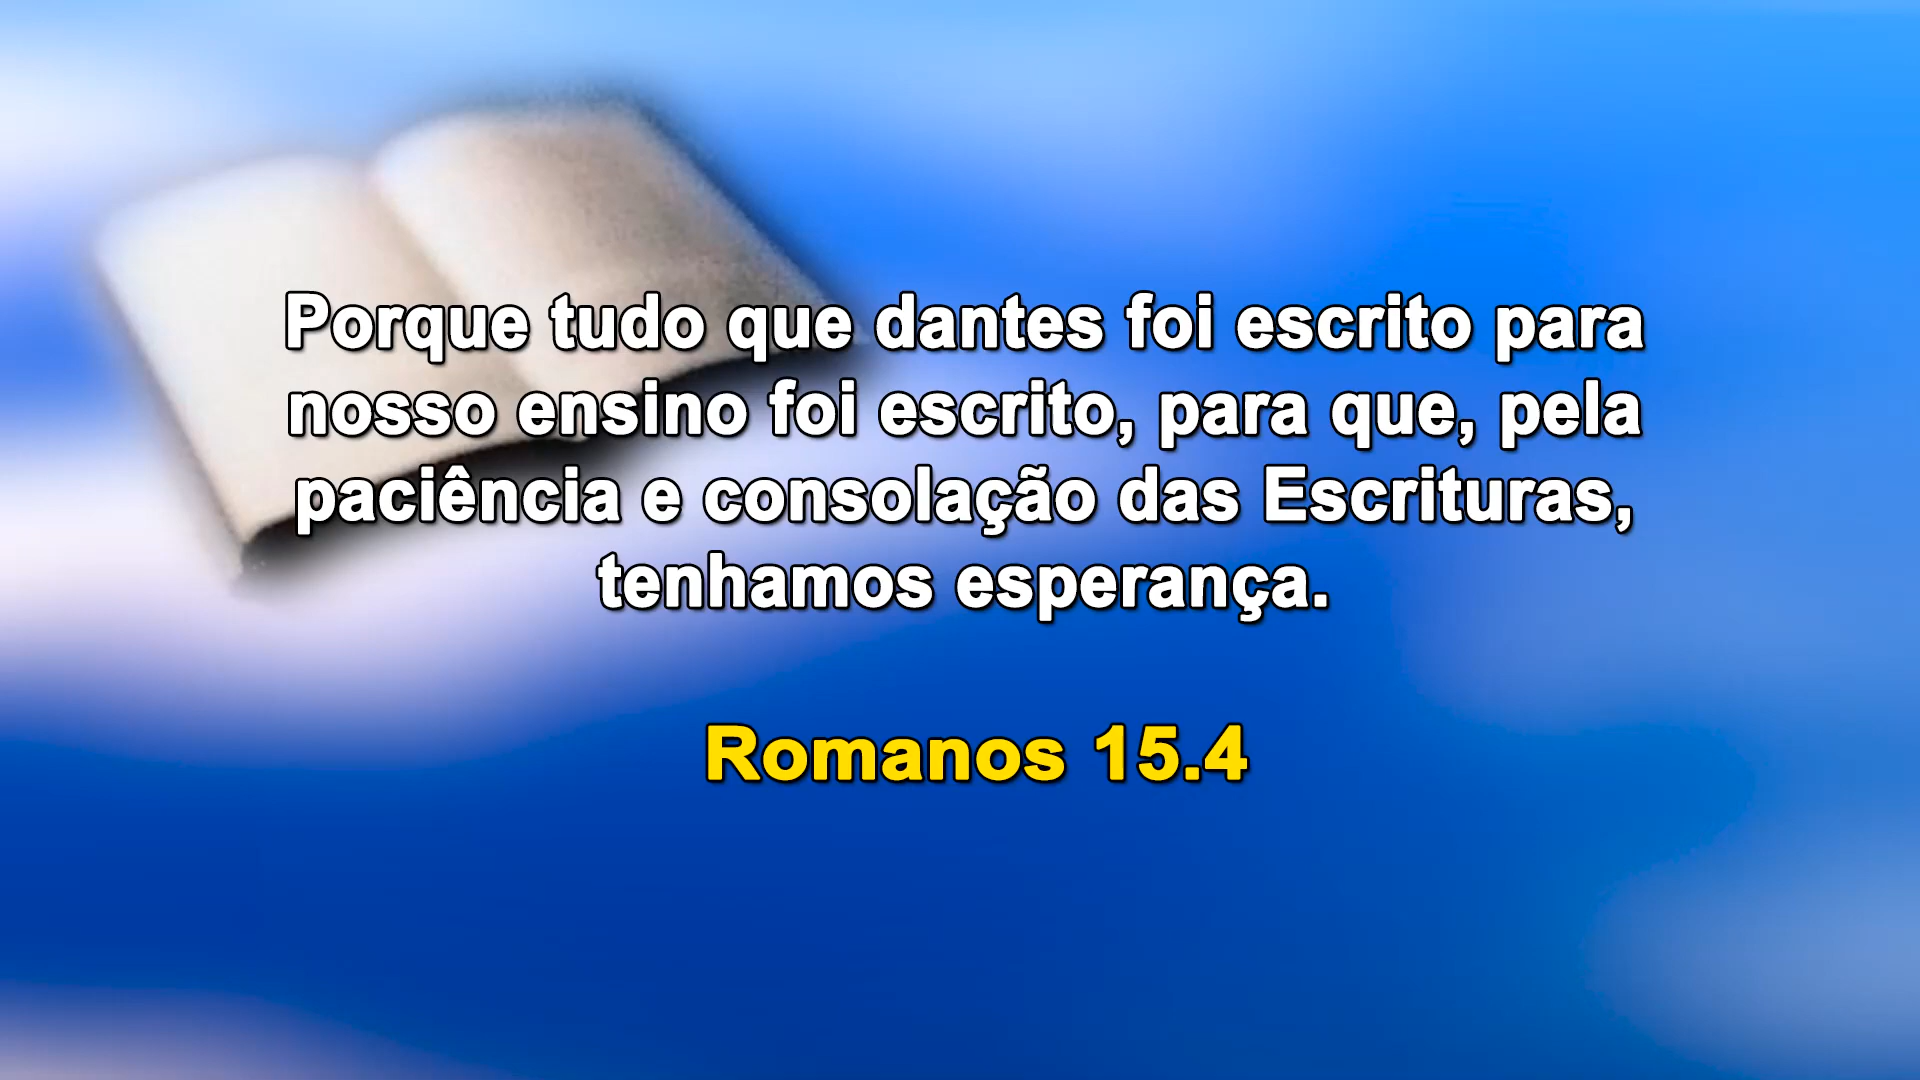 Porque tudo que dantes foi escrito para
nosso ensino foi escrito, para que, pela
paciência e consolação das Escrituras,
tenhamos esperança.
Romanos 15.4